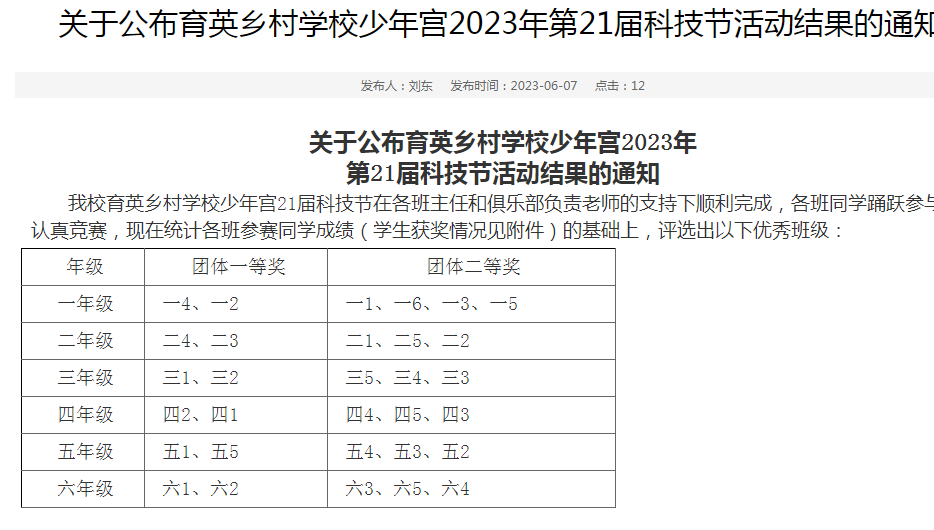 关于公布育英乡村学校少年宫2023年第21届科技节活动结果的通知
发布人：刘东 发布时间：2023-06-07 点击：12
关于公布育英乡村学校少年宫2023年
第21届科技节活动结果的通知
我校育英乡村学校少年宫21届科技节在各班主任和俱乐部负责老师的支持下顺利完成，各班同学踊跃参与
认真竞赛，现在统计各班参赛同学成绩（学生获奖情况见附件）的基础上，评选出以下优秀班级：
年级 团体一等奖 团体二等奖
一年级 一4、一2 一1、一6、一3、一5
二年级 二4、二3 二1、二5、二2
三年级 三1、三2 三5、三4、三3
四年级 四2、四1 四4、四5、四3
五年级 五1、五5 五4、五3、五2
六年级 六1、六2 六3、六5、六4